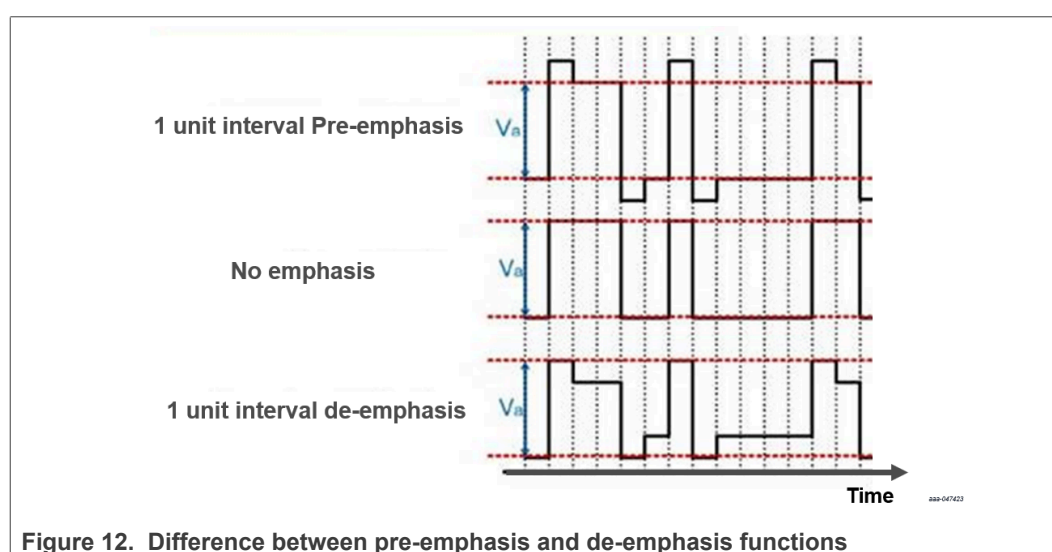 1 unit interval Pre-emphasis
Va
No emphasis
Va
1 unit interval de-emphasis
Va
Time
aaa-047423
Figure 12. Difference between pre-emphasis and de-emphasis functions